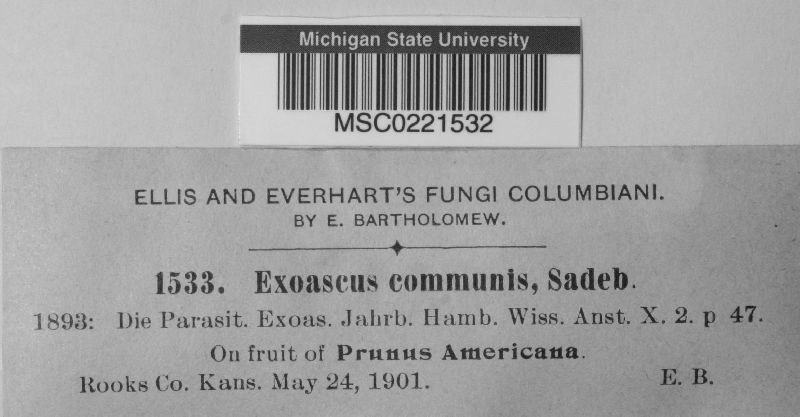 Michigan State University
MSC0221532
ELLIS AND EVERHART'S FUNGI COLUMBIANI.
BY E. BARTHOLOMEW.
1533. Exoascus communis, Sadeb.
1893: Die Parasit. Exoas. Jahrb. Hamb. Wiss. Anst. X. 2. p 47.
On fruit of Prunus Americana.
Rooks Co. Kans. May 24, 1901. E. B.